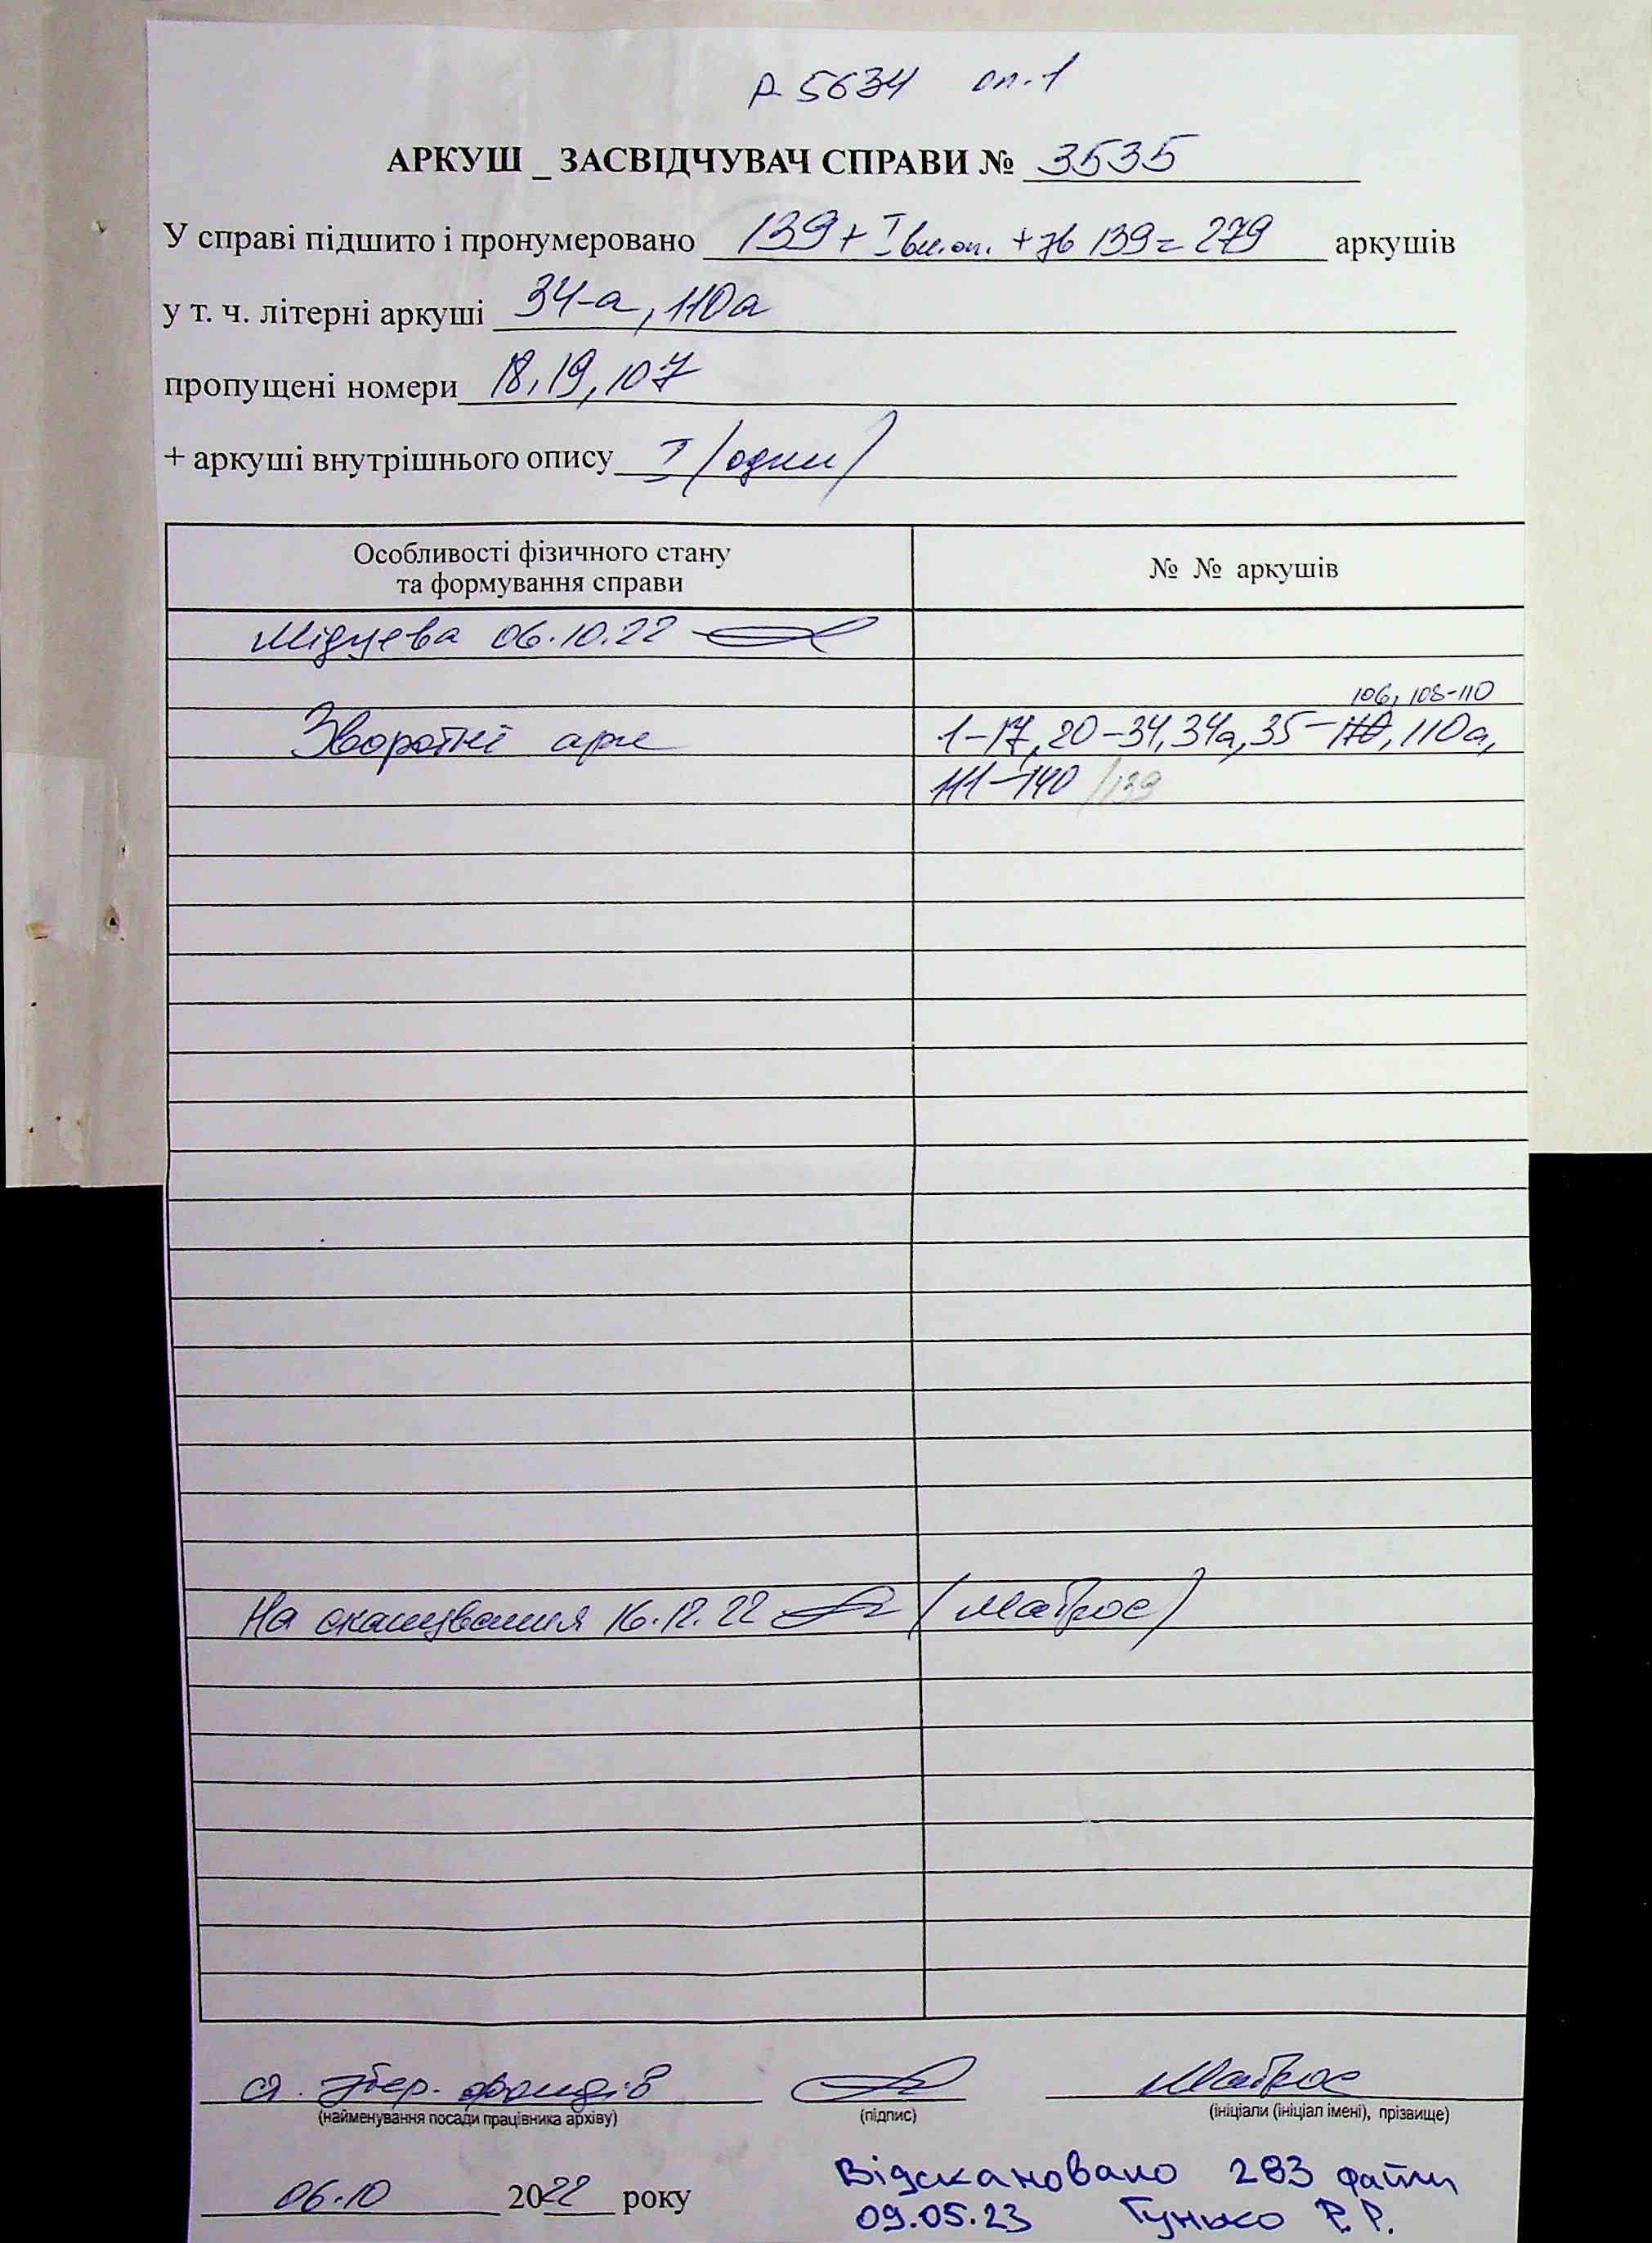 Р-5634 оп.1
АРКУШ _ ЗАСВІДЧУВАЧ СПРАВИ № 3535
У справі підшито і пронумеровано 139 + I вн.оп. + зв 139 = 279 аркушів
у т. ч. літерні аркуші 34-а, 110а
пропущені номери 18, 19, 107
+ аркуші внутрішнього опису I (один)
Особливості фізичного стану
та формування справи
№ № аркушів
06.10.22
106, 108-110
Зворотні арк 1-17, 20-34, 34а, 35-110, 110а,
111-140 /139
На сканування 16.12.22 (Матрос)
ст. збер. фондів Матрос
(найменування посади працівника архіву) (підпис) (ініціали (ініціал імені), прізвище)
06.10 2022 року
Відскановано 283 файли
09.05.23 Гунько Р.Р.